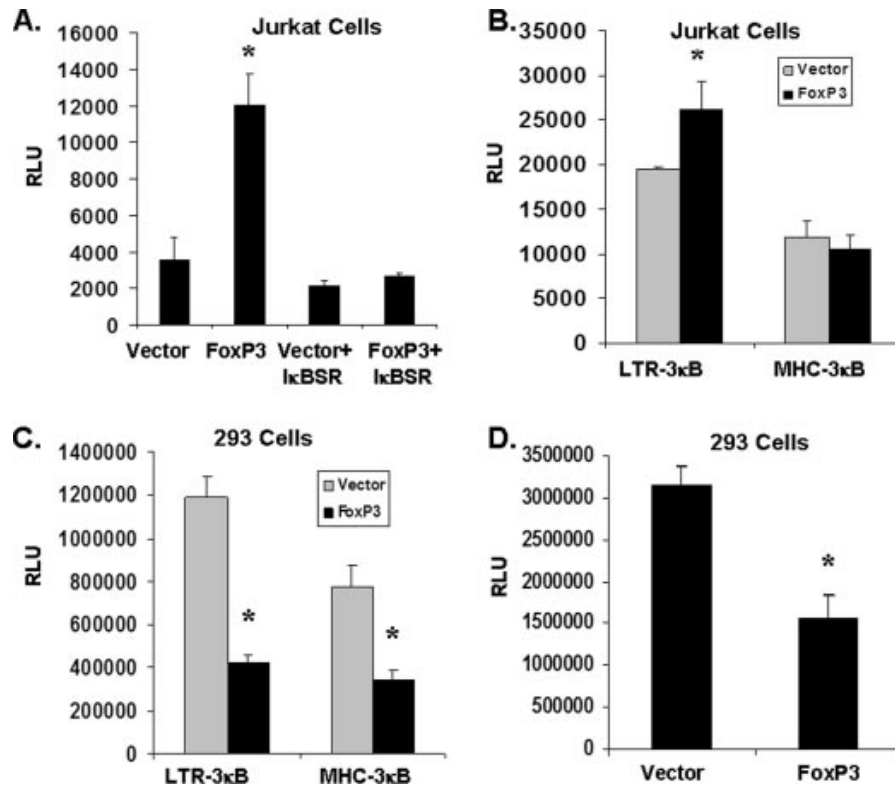 A.
Jurkat Cells
16000
14000
12000
10000
8000
6000
4000
2000
0
RLU
*
Vector FoxP3 Vector+ FoxP3+
IκBSR IκBSR
B.
Jurkat Cells
35000
30000
25000
20000
15000
10000
5000
0
RLU
*
Vector
FoxP3
LTR-3κB MHC-3κB
C.
293 Cells
1400000
1200000
1000000
800000
600000
400000
200000
0
RLU
Vector
FoxP3
*
*
LTR-3κB MHC-3κB
D.
293 Cells
3500000
3000000
2500000
2000000
1500000
1000000
500000
0
RLU
*
Vector FoxP3